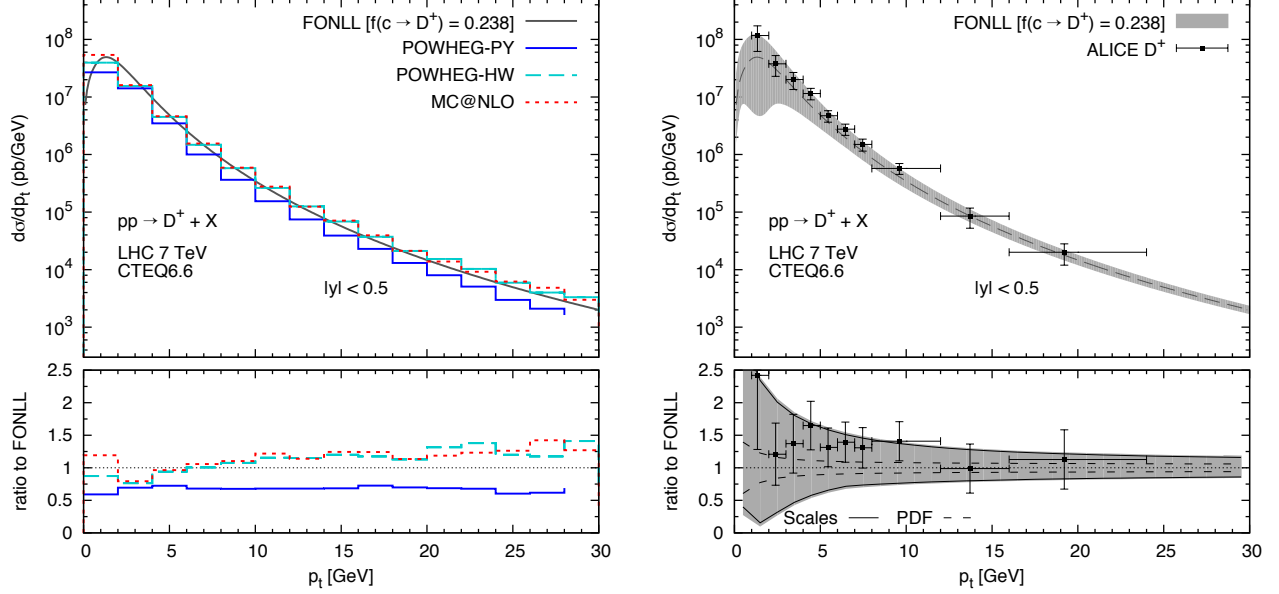 FONLL [f(c → D⁺) = 0.238]
POWHEG-PY
POWHEG-HW
MC@NLO
10⁸
10⁷
10⁶
10⁵
10⁴
10³
dσ/dpₜ (pb/GeV)
pp → D⁺ + X
LHC 7 TeV
CTEQ6.6
|y| < 0.5
2.5
2
1.5
1
0.5
0
ratio to FONLL
0 5 10 15 20 25 30
pₜ [GeV]
FONLL [f(c → D⁺) = 0.238]
ALICE D⁺
10⁸
10⁷
10⁶
10⁵
10⁴
10³
dσ/dpₜ (pb/GeV)
pp → D⁺ + X
LHC 7 TeV
CTEQ6.6
|y| < 0.5
2.5
2
1.5
1
0.5
0
ratio to FONLL
Scales PDF
0 5 10 15 20 25 30
pₜ [GeV]